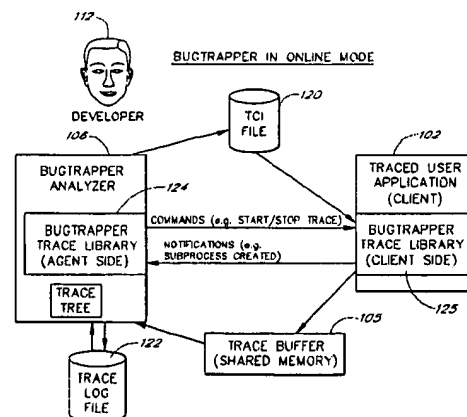 112
BUGTRAPPER IN ONLINE MODE
DEVELOPER
120
TCI
FILE
106
102
BUGTRAPPER
ANALYZER
124
TRACED USER
APPLICATION
(CLIENT)
BUGTRAPPER
TRACE LIBRARY
(AGENT SIDE)
COMMANDS (e.g. START/STOP TRACE)
NOTIFICATIONS (e.g.
SUBPROCESS CREATED)
BUGTRAPPER
TRACE LIBRARY
(CLIENT SIDE)
125
TRACE
TREE
105
TRACE BUFFER
(SHARED MEMORY)
122
TRACE
LOG
FILE